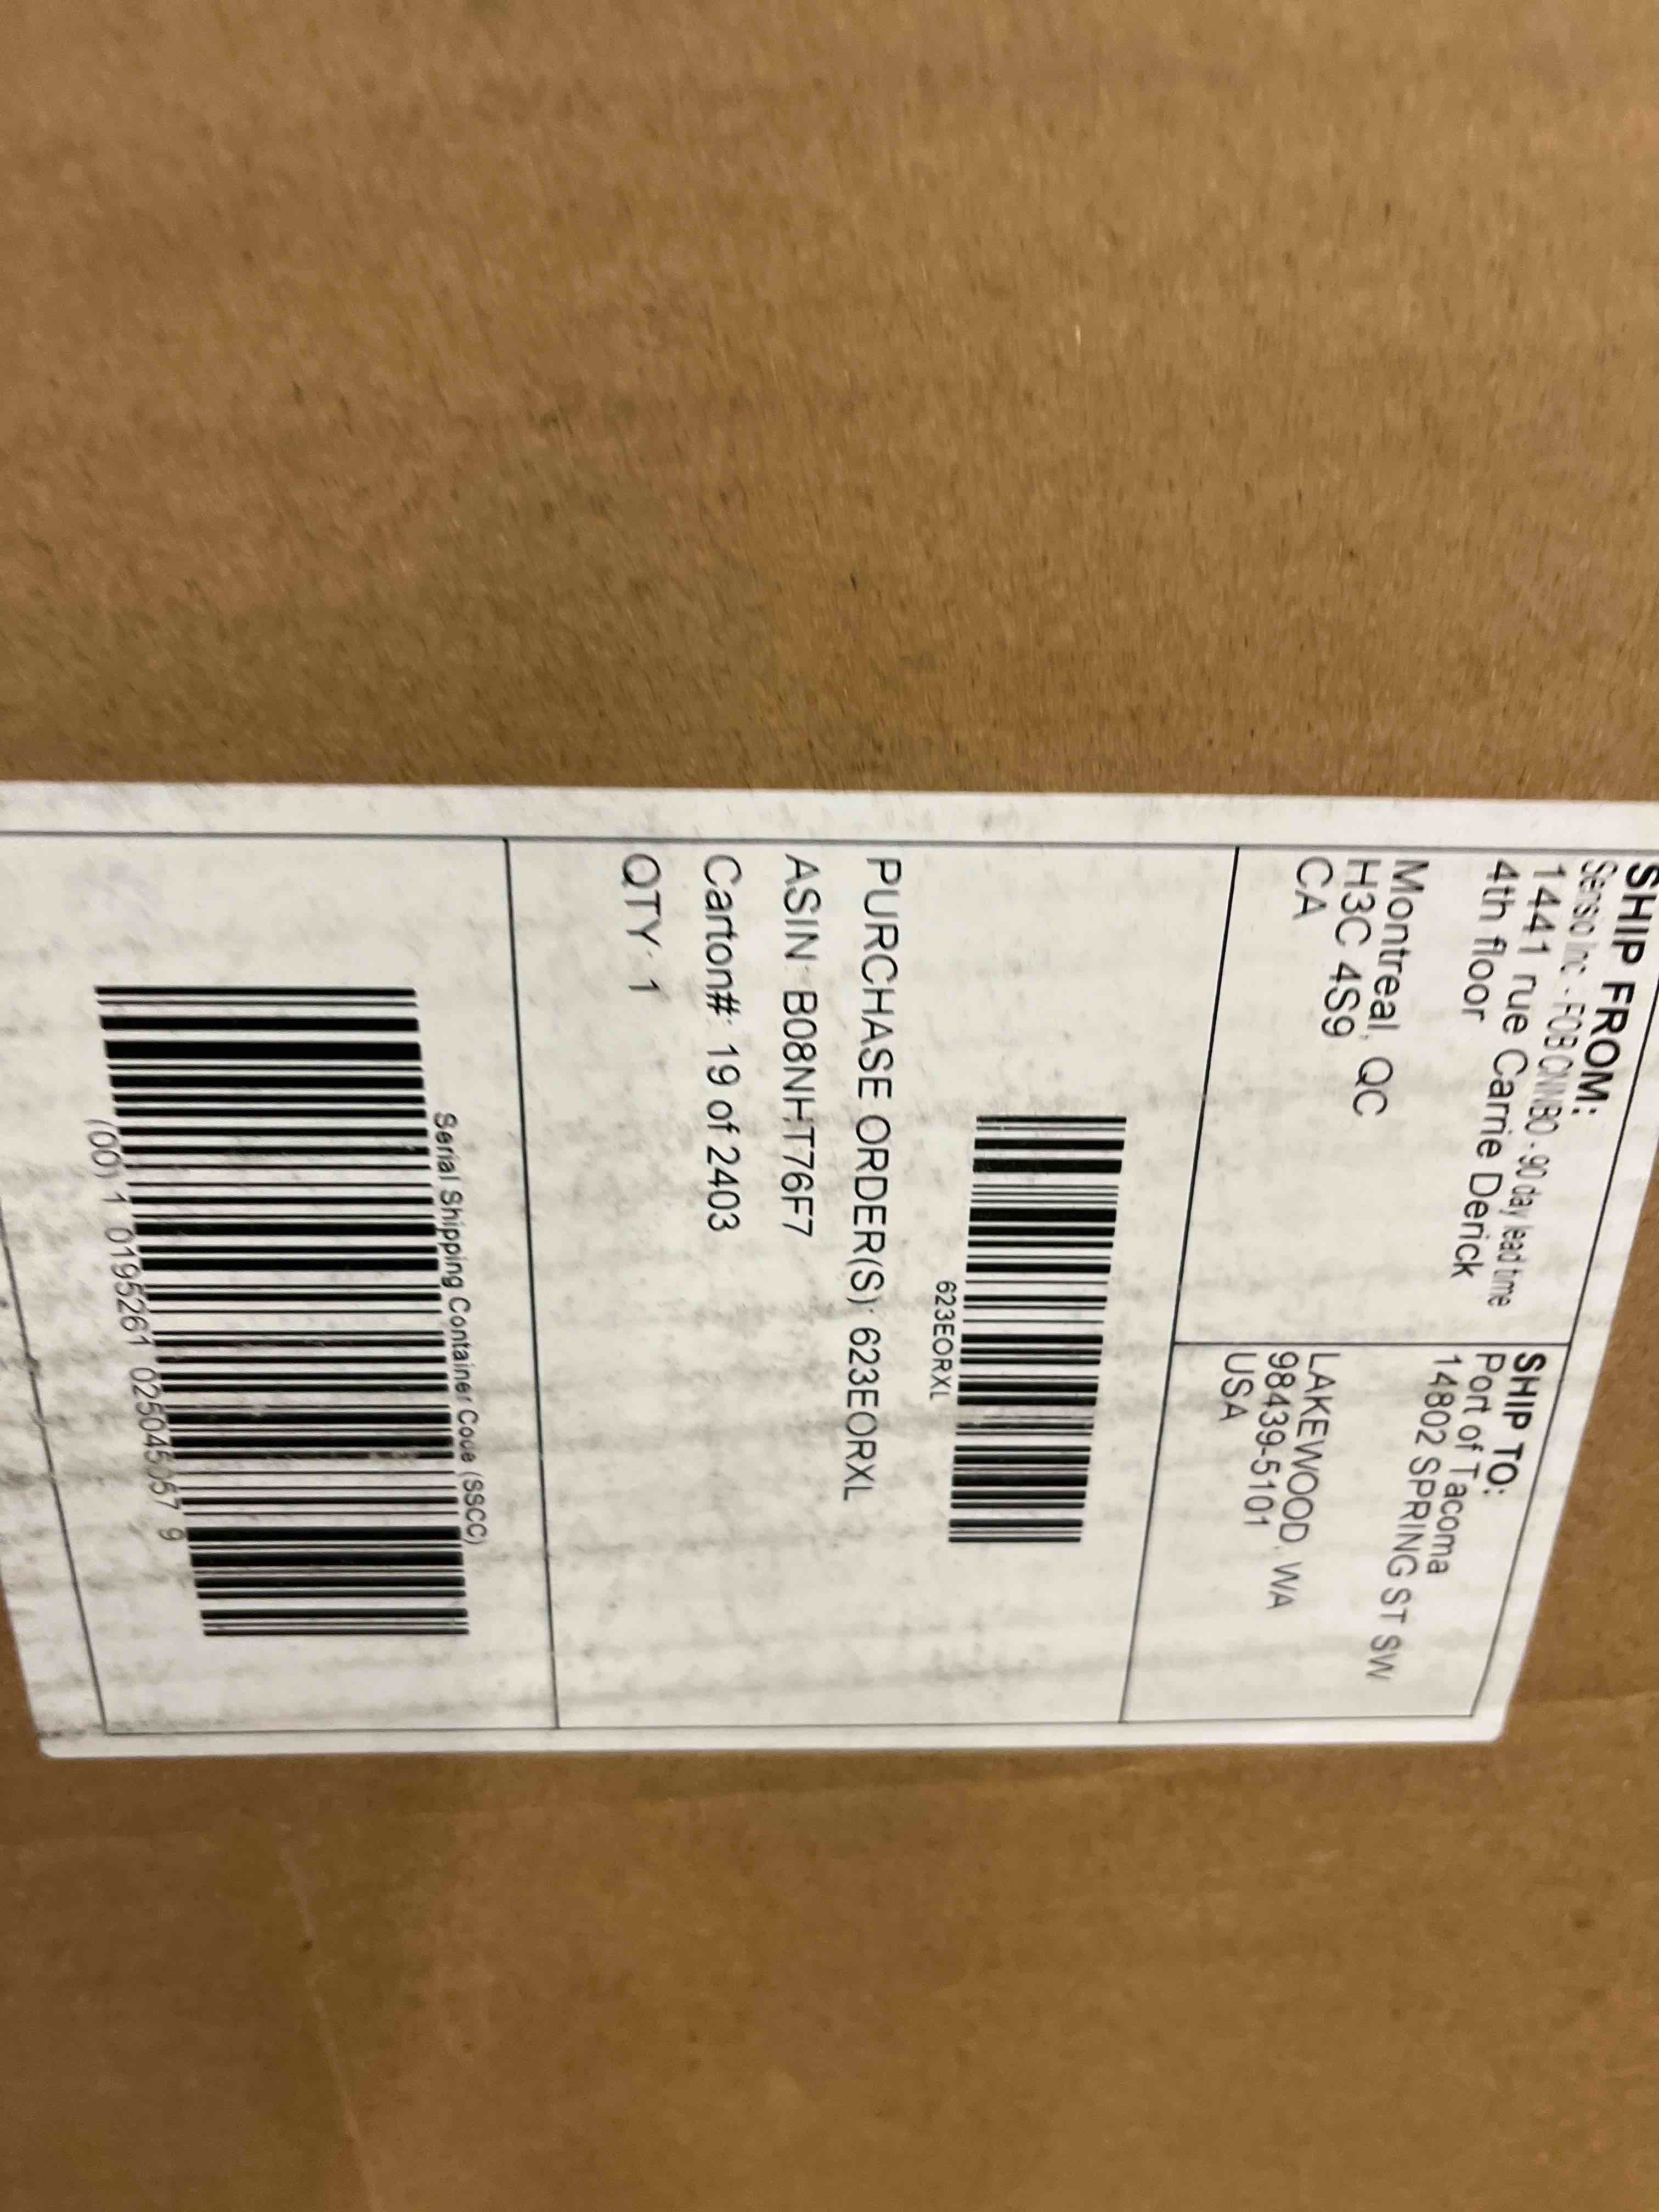 SHIP FROM:
Senso Inc - FOB CNNBO - 90 day lead time
1441 rue Carrie Derick
4th floor
Montreal, QC
H3C 4S9
CA
SHIP TO:
Port of Tacoma
14802 SPRING ST SW
LAKEWOOD, WA
98439-5101
USA
623EORXL
PURCHASE ORDER(S): 623EORXL
ASIN: B08NHT76F7
Carton#: 19 of 2403
QTY: 1
Serial Shipping Container Code (SSCC)
(00) 1 0195261 025045057 9